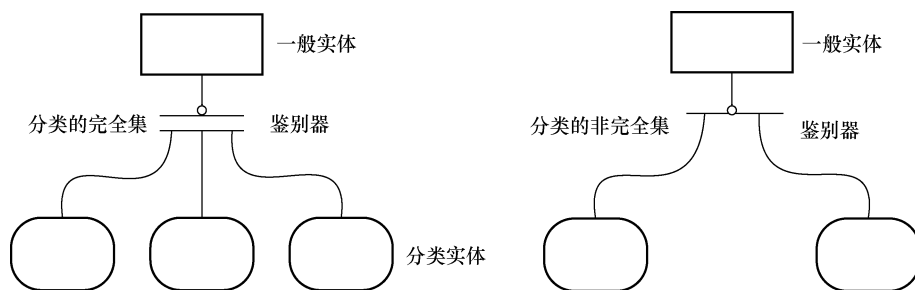 一般实体
分类的完全集
鉴别器
分类实体
一般实体
分类的非完全集
鉴别器